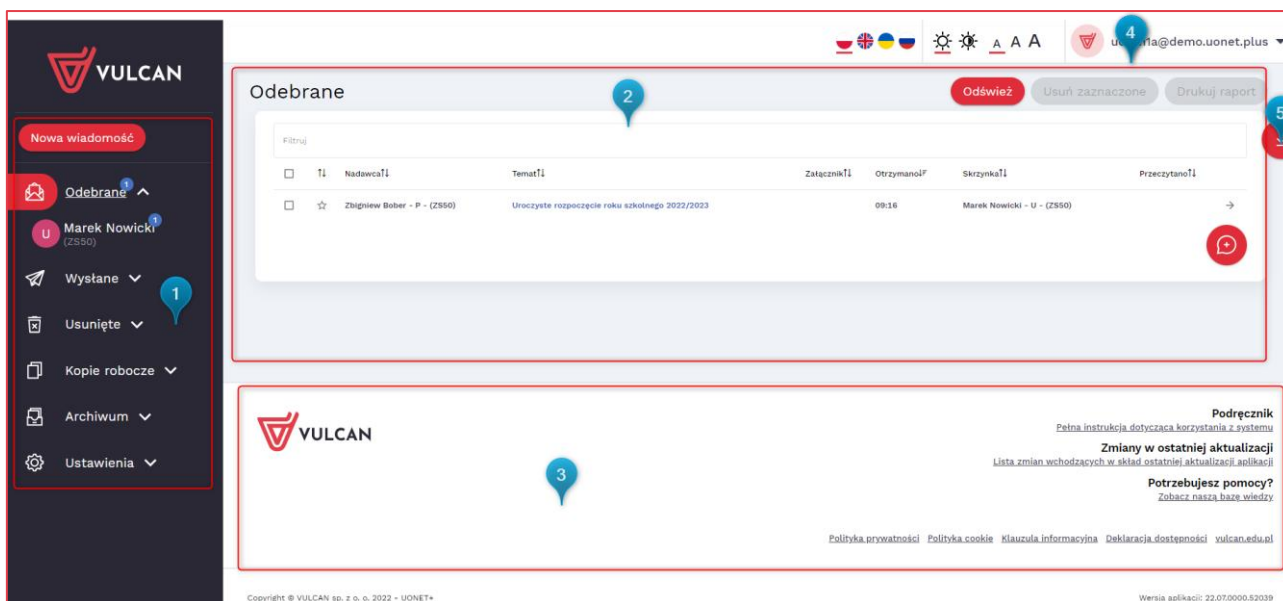 VULCAN
Nowa wiadomość
Odebrane 1
U Marek Nowicki 1
(ZS50)
Wysłane
1
Usunięte
Kopie robocze
Archiwum
Ustawienia
A A A
4
1a@demo.uonet.plus
Odebrane
2
Odśwież
Usuń zaznaczone
Drukuj raport
5
Filtruj
Nadawca
Temat
Załącznik
Otrzymano
Skrzynka
Przeczytano
Zbigniew Bober - P - (ZS50)
Uroczyste rozpoczęcie roku szkolnego 2022/2023
09:16
Marek Nowicki - U - (ZS50)
VULCAN
3
Podręcznik
Pełna instrukcja dotycząca korzystania z systemu
Zmiany w ostatniej aktualizacji
Lista zmian wchodzących w skład ostatniej aktualizacji aplikacji
Potrzebujesz pomocy?
Zobacz naszą bazę wiedzy
Polityka prywatności Polityka cookie Klauzula informacyjna Deklaracja dostępności vulcan.edu.pl
Copyright © VULCAN sp. z o. o. 2022 - UONET+
Wersja aplikacji: 22.07.0000.52039